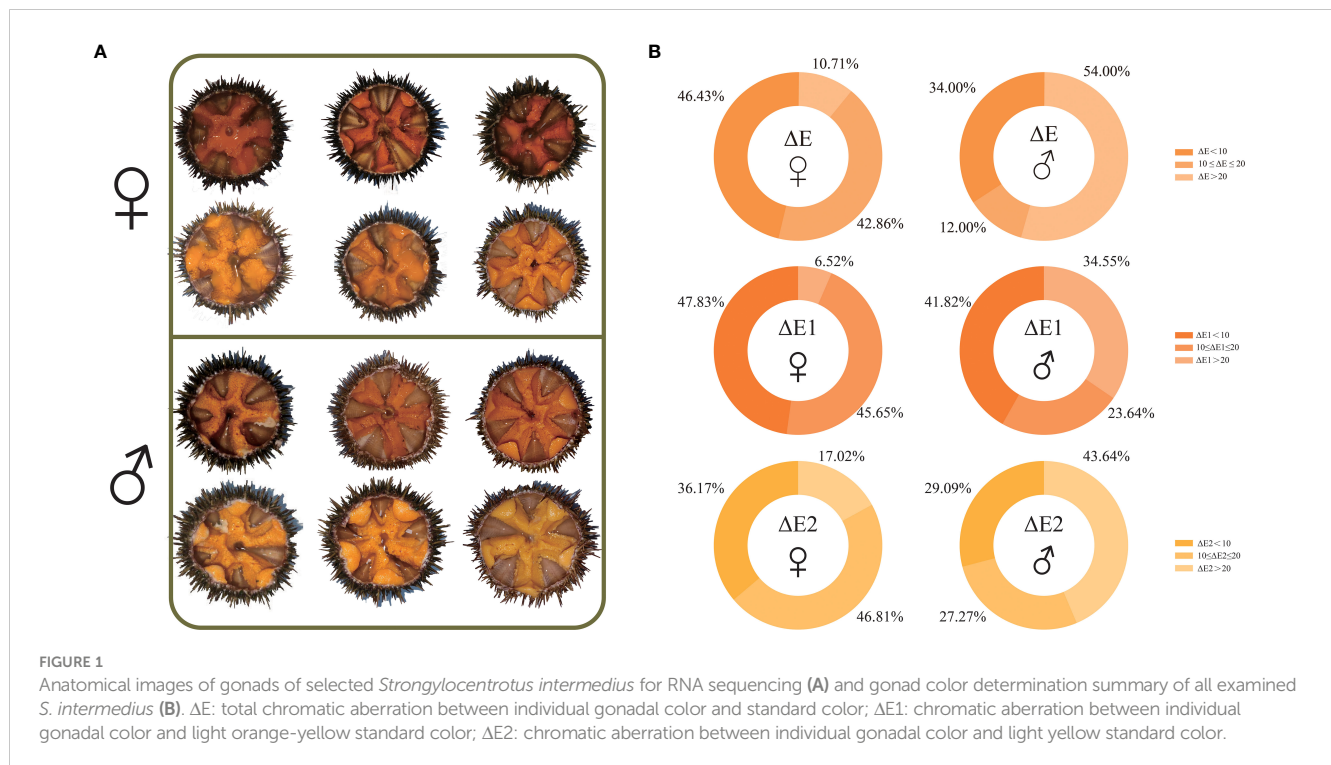 A
B
♀
♂
10.71%
46.43%
ΔE
♀
42.86%
54.00%
34.00%
ΔE
♂
12.00%
ΔE<10
10≤ΔE≤20
ΔE>20
6.52%
47.83%
ΔE1
♀
45.65%
34.55%
41.82%
ΔE1
♂
23.64%
ΔE1<10
10≤ΔE1≤20
ΔE1>20
17.02%
36.17%
ΔE2
♀
46.81%
43.64%
29.09%
ΔE2
♂
27.27%
ΔE2<10
10≤ΔE2≤20
ΔE2>20
FIGURE 1
Anatomical images of gonads of selected Strongylocentrotus intermedius for RNA sequencing (A) and gonad color determination summary of all examined
S. intermedius (B). ΔE: total chromatic aberration between individual gonadal color and standard color; ΔE1: chromatic aberration between individual
gonadal color and light orange-yellow standard color; ΔE2: chromatic aberration between individual gonadal color and light yellow standard color.